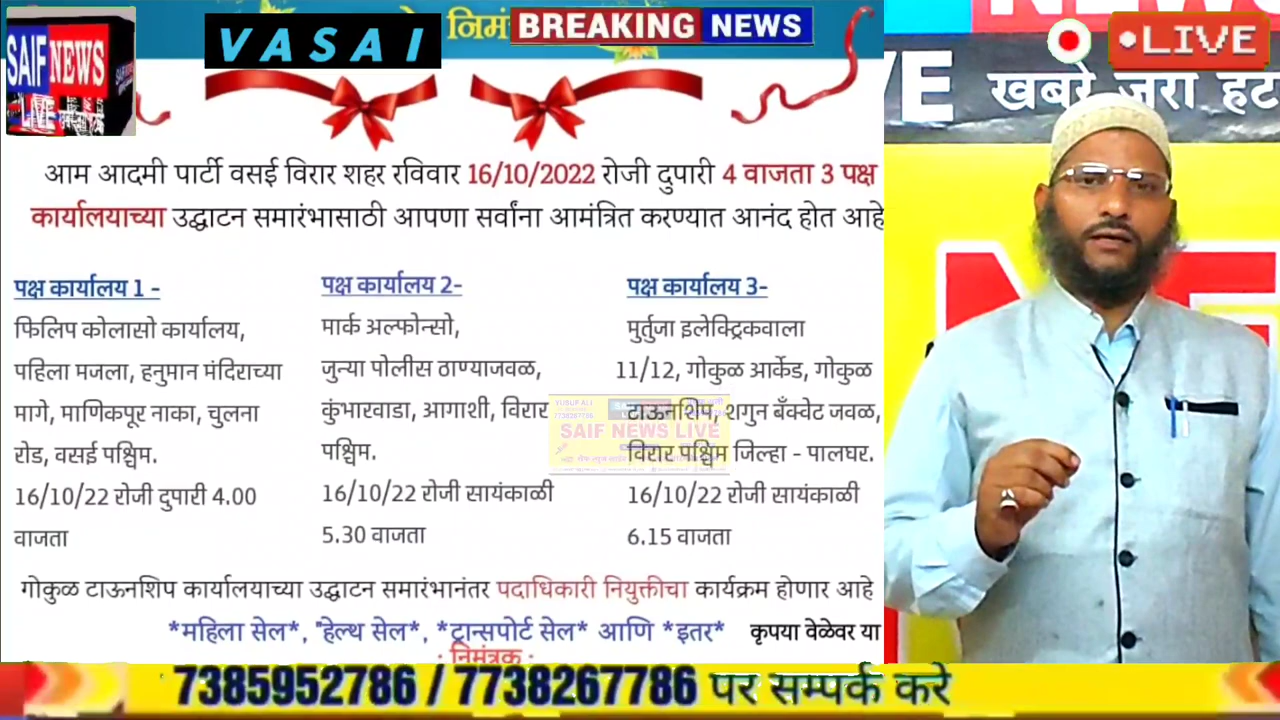 SAIF NEWS
LIVE
VASAI
BREAKING NEWS
LIVE
VE खबरे जरा हट
आम आदमी पार्टी वसई विरार शहर रविवार 16/10/2022 रोजी दुपारी 4 वाजता 3 पक्ष
कार्यालयाच्या उद्घाटन समारंभासाठी आपणा सर्वांना आमंत्रित करण्यात आनंद होत आहे
पक्ष कार्यालय 1 -
फिलिप कोलासो कार्यालय,
पहिला मजला, हनुमान मंदिराच्या
मागे, माणिकपूर नाका, चुलना
रोड, वसई पश्चिम.
16/10/22 रोजी दुपारी 4.00
वाजता
पक्ष कार्यालय 2-
मार्क अल्फोन्सो,
जुन्या पोलीस ठाण्याजवळ,
कुंभारवाडा, आगाशी, विरार
पश्चिम.
16/10/22 रोजी सायंकाळी
5.30 वाजता
पक्ष कार्यालय 3-
मुर्तुजा इलेक्ट्रिकवाला
11/12, गोकुळ आर्केड, गोकुळ
टाऊनशिप, शगुन बँक्वेट जवळ,
विरार पश्चिम जिल्हा - पालघर.
16/10/22 रोजी सायंकाळी
6.15 वाजता
YUSUF ALI
7738267786
SAIF NEWS LIVE
गोकुळ टाऊनशिप कार्यालयाच्या उद्घाटन समारंभानंतर पदाधिकारी नियुक्तीचा कार्यक्रम होणार आहे
*महिला सेल*, "हेल्थ सेल*, *ट्रान्सपोर्ट सेल* आणि *इतर* कृपया वेळेवर या
: निमंत्रक :
7385952786 / 7738267786 पर सम्पर्क करे